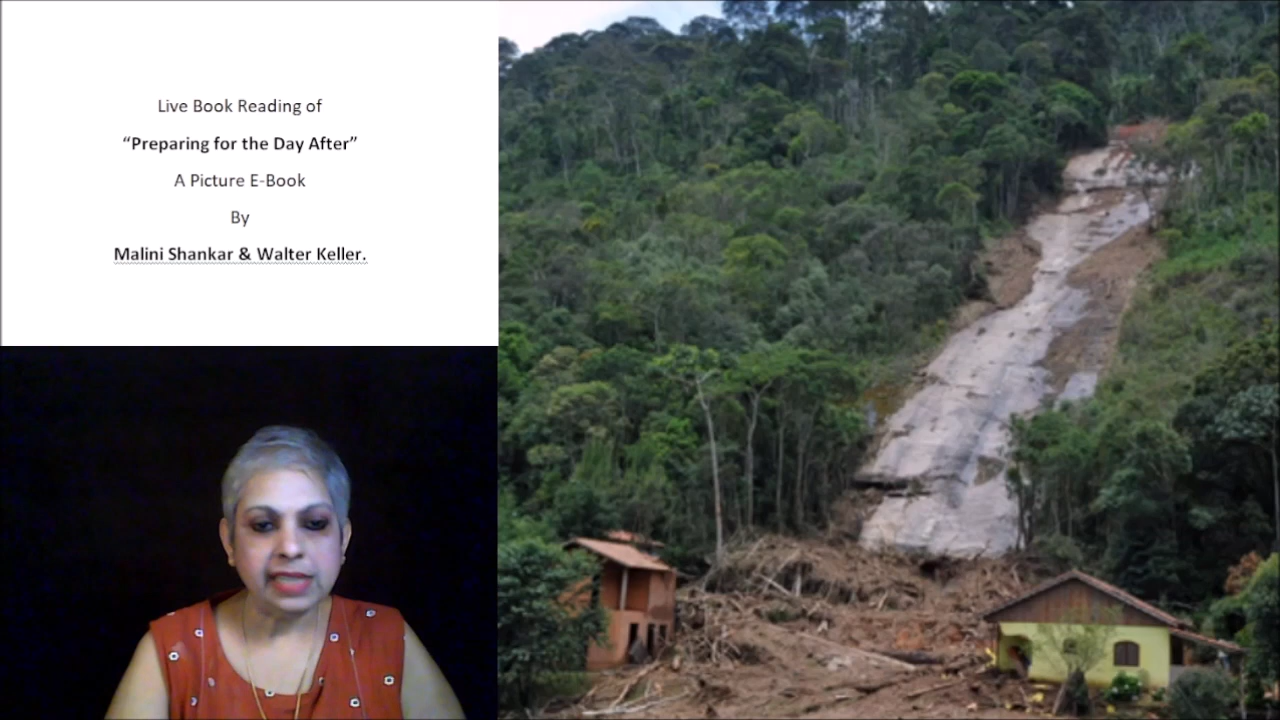 Live Book Reading of
“Preparing for the Day After”
A Picture E-Book
By
Malini Shankar & Walter Keller.